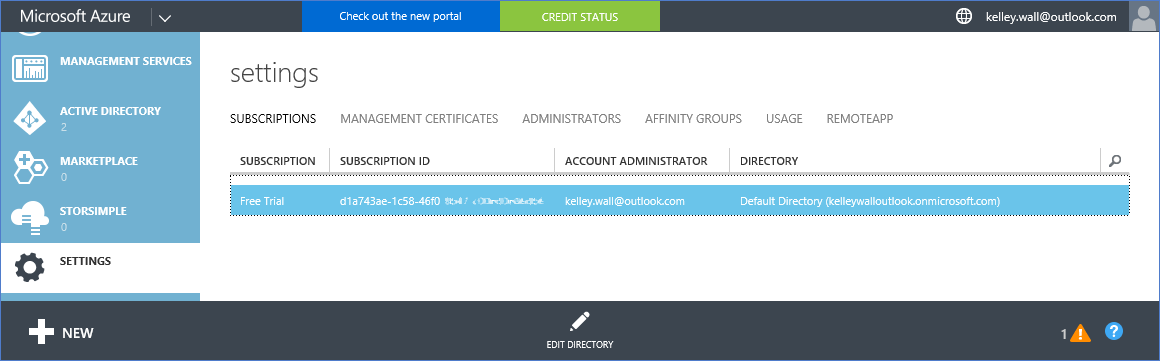 Microsoft Azure
Check out the new portal
CREDIT STATUS
kelley.wall@outlook.com
MANAGEMENT SERVICES
ACTIVE DIRECTORY
2
MARKETPLACE
0
STORSIMPLE
0
SETTINGS
settings
SUBSCRIPTIONS MANAGEMENT CERTIFICATES ADMINISTRATORS AFFINITY GROUPS USAGE REMOTEAPP
SUBSCRIPTION SUBSCRIPTION ID ACCOUNT ADMINISTRATOR DIRECTORY
Free Trial d1a743ae-1c58-46f0 kelley.wall@outlook.com Default Directory (kelleywalloutlook.onmicrosoft.com)
NEW
EDIT DIRECTORY
1
?